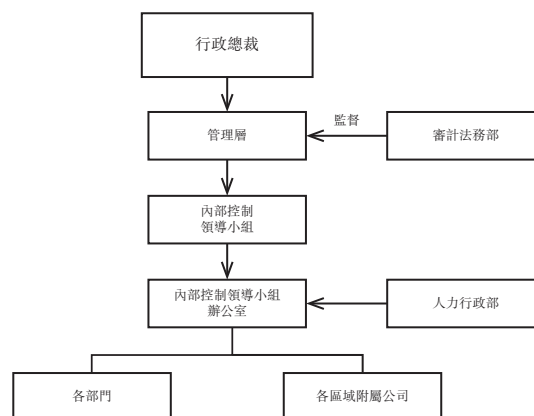 行政總裁
管理層
監督
審計法務部
內部控制
領導小組
內部控制領導小組
辦公室
人力行政部
各部門
各區域附屬公司